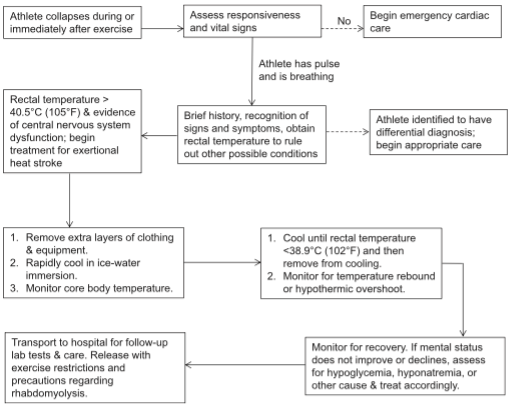 Athlete collapses during or
immediately after exercise
Assess responsiveness
and vital signs
No
Begin emergency cardiac
care
Athlete has pulse
and is breathing
Rectal temperature >
40.5°C (105°F) & evidence
of central nervous system
dysfunction; begin
treatment for exertional
heat stroke
Brief history, recognition of
signs and symptoms, obtain
rectal temperature to rule
out other possible conditions
Athlete identified to have
differential diagnosis;
begin appropriate care
1. Remove extra layers of clothing
& equipment.
2. Rapidly cool in ice-water
immersion.
3. Monitor core body temperature.
1. Cool until rectal temperature
<38.9°C (102°F) and then
remove from cooling.
2. Monitor for temperature rebound
or hypothermic overshoot.
Transport to hospital for follow-up
lab tests & care. Release with
exercise restrictions and
precautions regarding
rhabdomyolysis.
Monitor for recovery. If mental status
does not improve or declines, assess
for hypoglycemia, hyponatremia, or
other cause & treat accordingly.